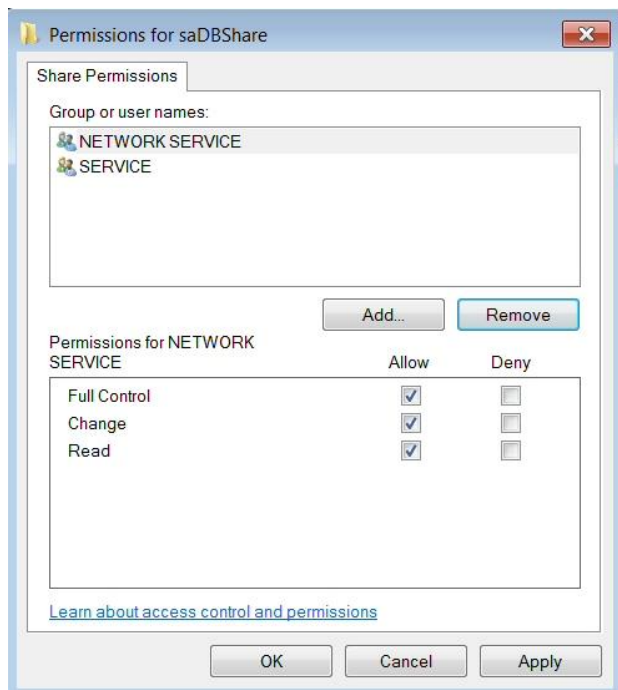 Permissions for saDBShare
Share Permissions
Group or user names:
NETWORK SERVICE
SERVICE
Add... Remove
Permissions for NETWORK
SERVICE Allow Deny
Full Control
Change
Read
Learn about access control and permissions
OK Cancel Apply